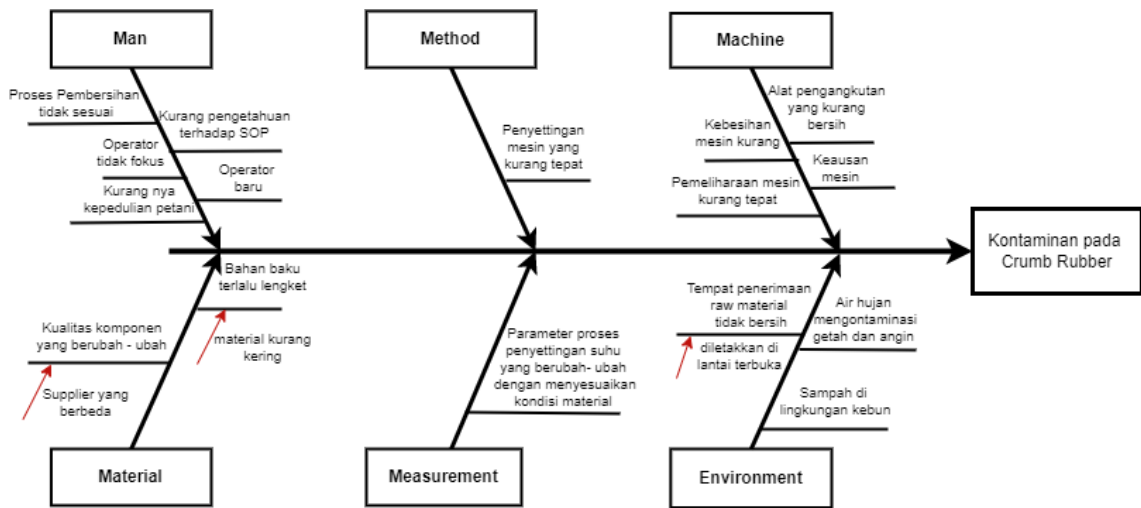 Man
Method
Machine
Proses Pembersihan
tidak sesuai
Kurang pengetahuan
terhadap SOP
Operator
tidak fokus
Operator
baru
Kurang nya
kepedulian petani
Penyettingan
mesin yang
kurang tepat
Alat pengangkutan
yang kurang
bersih
Kebesihan
mesin kurang
Keausan
mesin
Pemeliharaan mesin
kurang tepat
Kontaminan pada
Crumb Rubber
Bahan baku
terlalu lengket
material kurang
kering
Kualitas komponen
yang berubah - ubah
Supplier yang
berbeda
Parameter proses
penyettingan suhu
yang berubah- ubah
dengan menyesuaikan
kondisi material
Tempat penerimaan
raw material
tidak bersih
diletakkan di
lantai terbuka
Air hujan
mengontaminasi
getah dan angin
Sampah di
lingkungan kebun
Material
Measurement
Environment